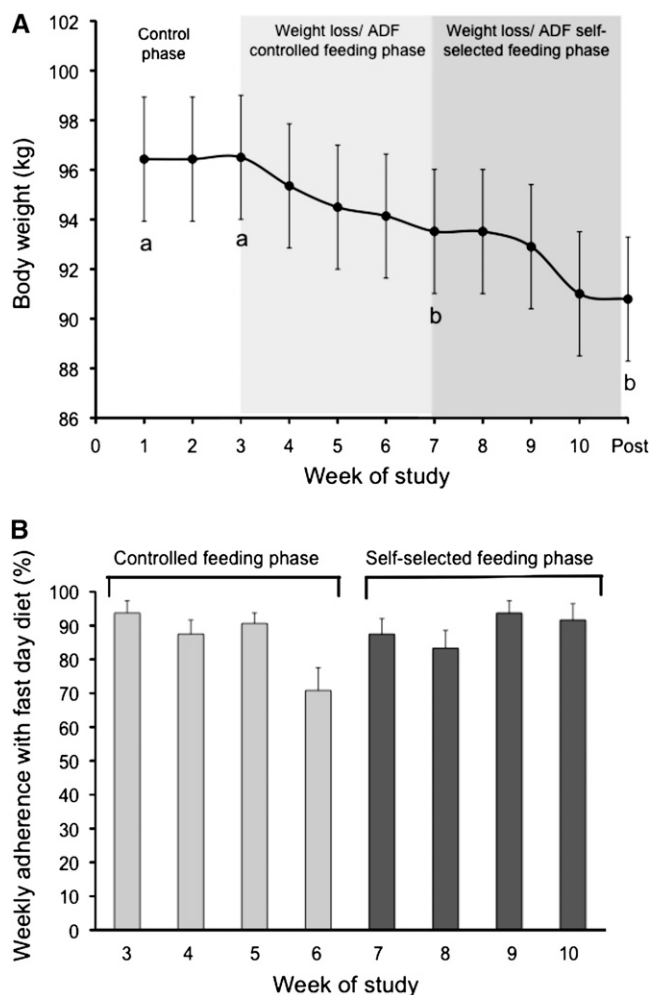 A
Control
phase
Weight loss/ ADF
controlled feeding phase
Weight loss/ ADF self-
selected feeding phase
Body weight (kg)
102
100
98
96
94
92
90
88
86
a
a
b
b
0 1 2 3 4 5 6 7 8 9 10 Post
Week of study
B
Controlled feeding phase
Self-selected feeding phase
Weekly adherence with fast day diet (%)
100
90
80
70
60
50
40
30
20
10
0
3 4 5 6 7 8 9 10
Week of study